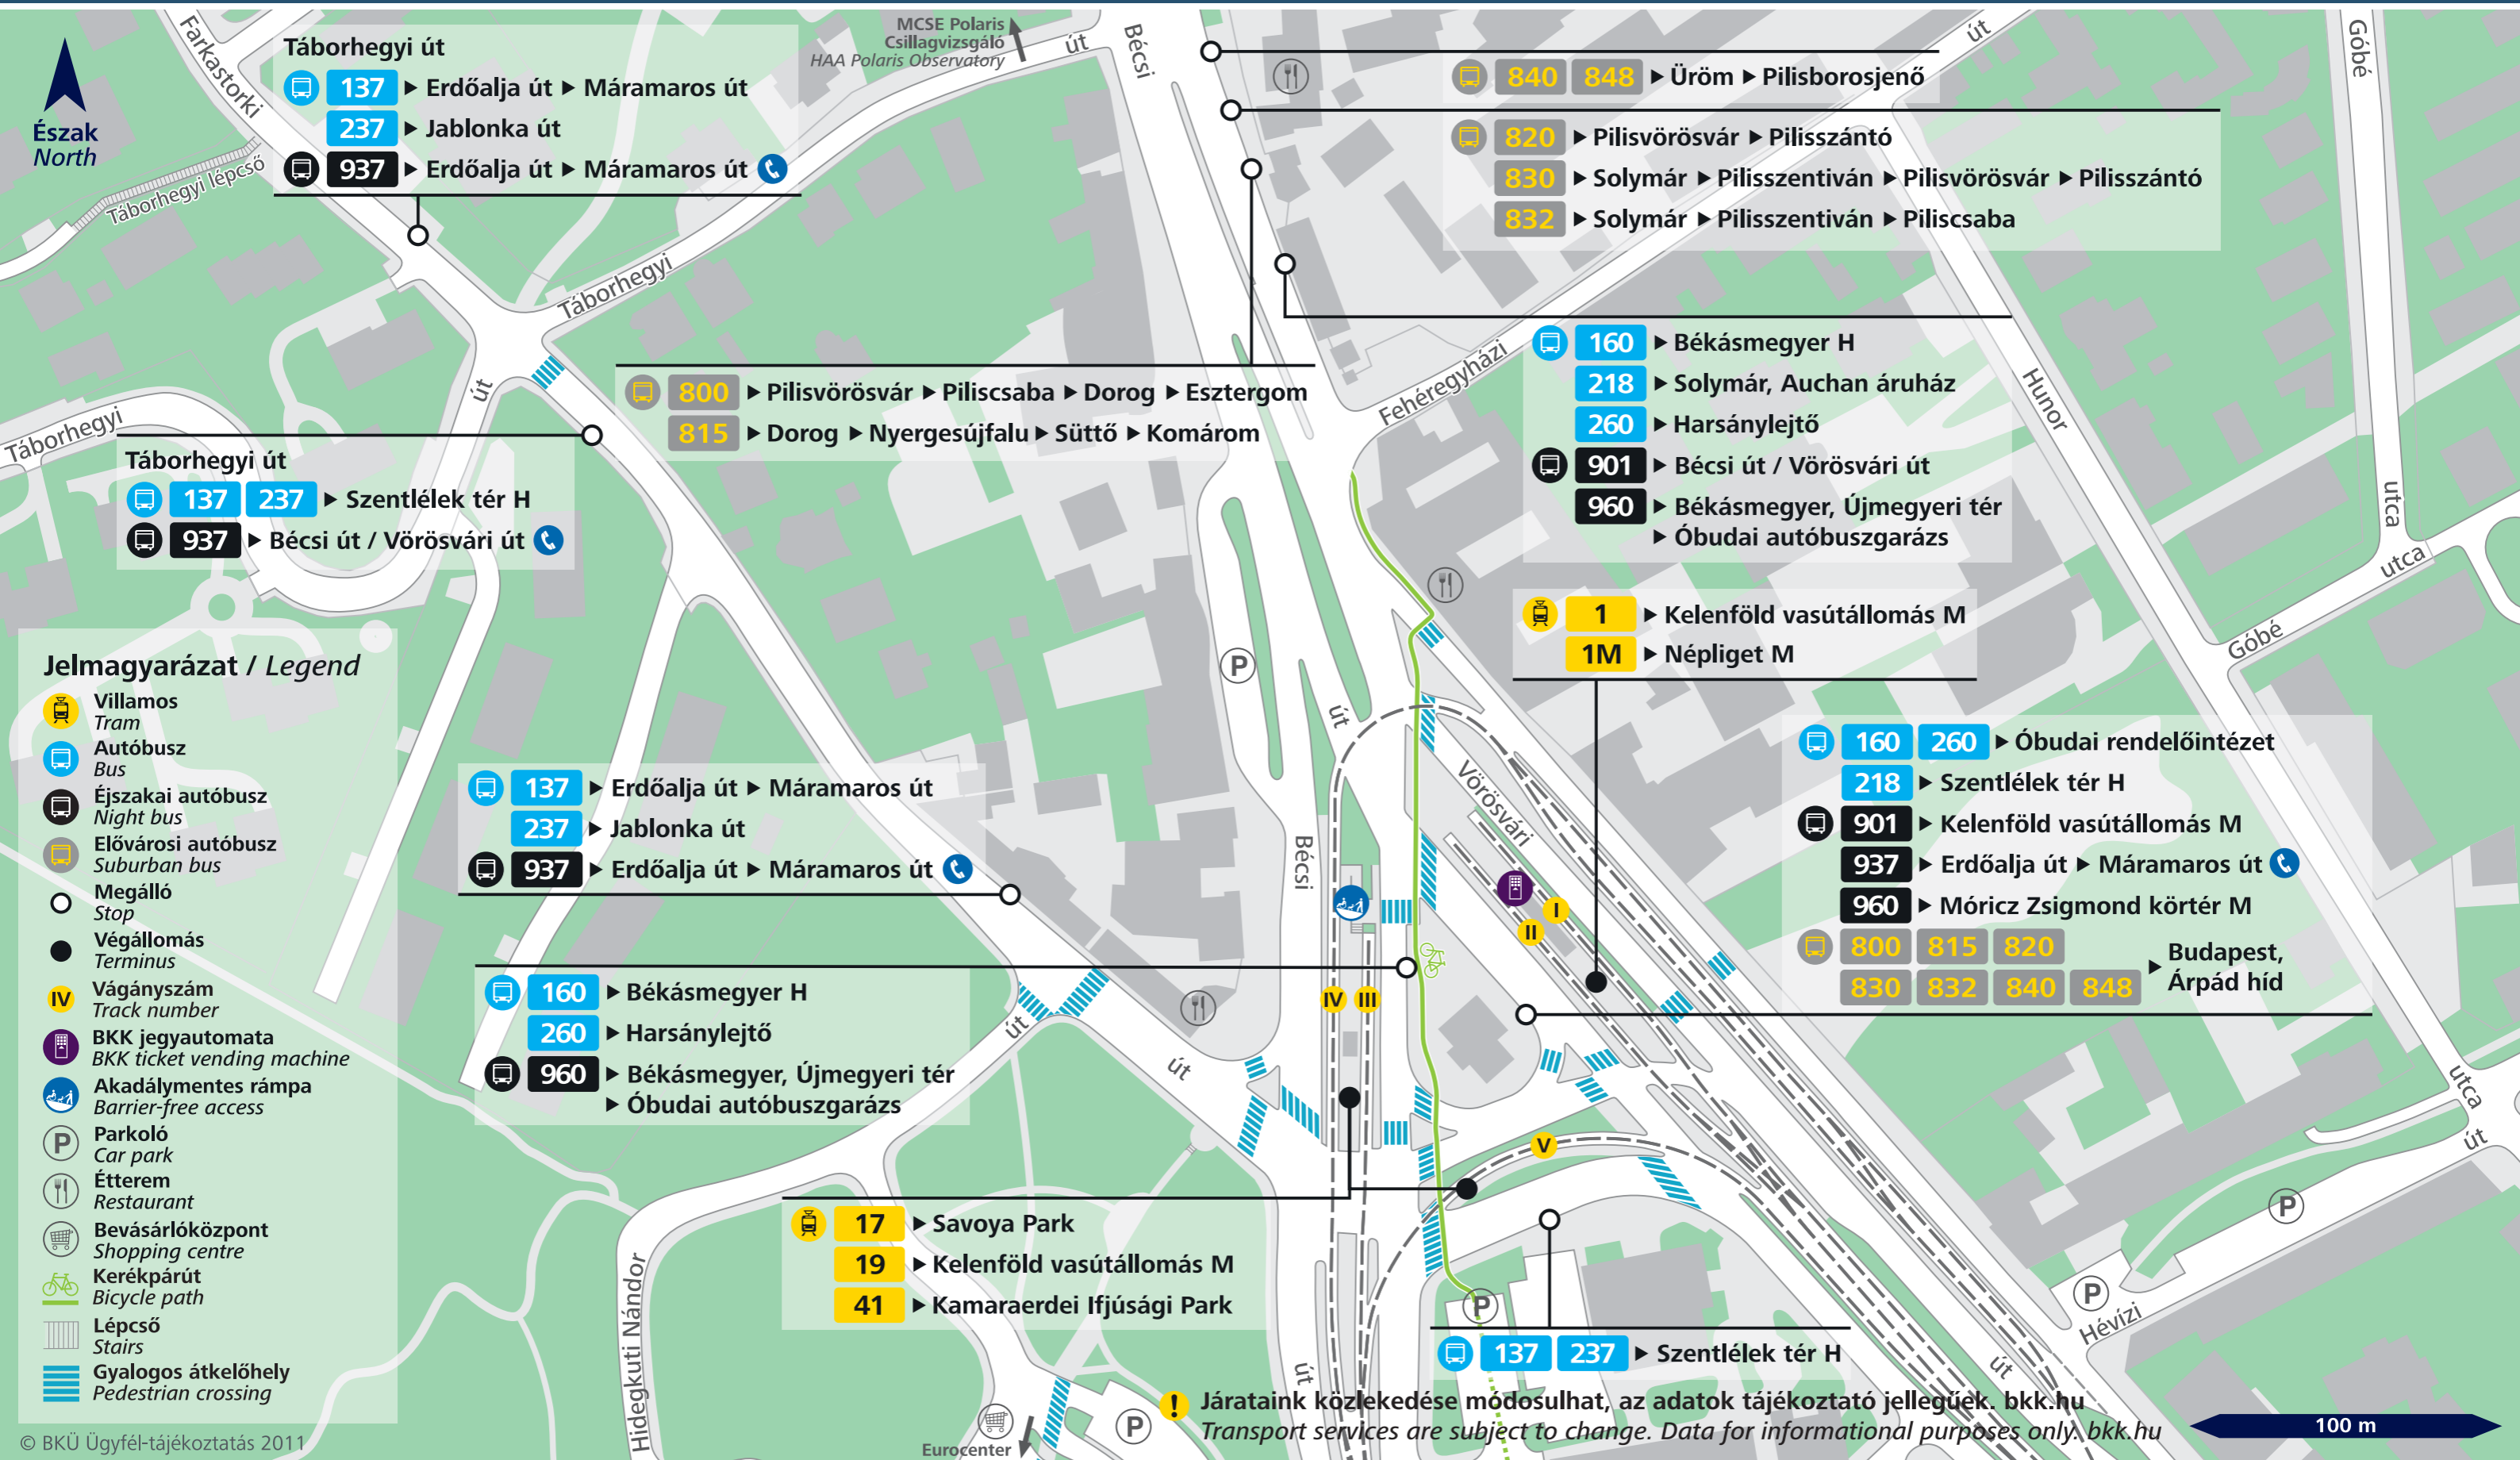 Észak
North
Farkastorki
Táborhegyi lépcső
Táborhegyi út
137 Erdőalja út Máramaros út
237 Jablonka út
937 Erdőalja út Máramaros út
MCSE Polaris
Csillagvizsgáló
HAA Polaris Observatory
út
Bécsi
840 848 Üröm Pilisborosjenő
820 Pilisvörösvár Pilisszántó
830 Solymár Pilisszentiván Pilisvörösvár Pilisszántó
832 Solymár Pilisszentiván Piliscsaba
út
Góbé
Táborhegyi
út
800 Pilisvörösvár Piliscsaba Dorog Esztergom
815 Dorog Nyergesújfalu Süttő Komárom
Fehéregyházi
160 Békásmegyer H
218 Solymár, Auchan áruház
260 Harsánylejtő
901 Bécsi út / Vörösvári út
960 Békásmegyer, Újmegyeri tér
Óbudai autóbuszgarázs
Hunor
utca
utca
Góbé
Táborhegyi
Táborhegyi út
137 237 Szentlélek tér H
937 Bécsi út / Vörösvári út
1 Kelenföld vasútállomás M
1M Népliget M
P
út
Vörösvári
Bécsi
Jelmagyarázat / Legend
Villamos
Tram
Autóbusz
Bus
Éjszakai autóbusz
Night bus
Elővárosi autóbusz
Suburban bus
Megálló
Stop
Végállomás
Terminus
IV Vágányszám
Track number
BKK jegyautomata
BKK ticket vending machine
Akadálymentes rámpa
Barrier-free access
P Parkoló
Car park
Étterem
Restaurant
Bevásárlóközpont
Shopping centre
Kerékpárút
Bicycle path
Lépcső
Stairs
Gyalogos átkelőhely
Pedestrian crossing
© BKÜ Ügyfél-tájékoztatás 2011
137 Erdőalja út Máramaros út
237 Jablonka út
937 Erdőalja út Máramaros út
160 260 Óbudai rendelőintézet
218 Szentlélek tér H
901 Kelenföld vasútállomás M
937 Erdőalja út Máramaros út
960 Móricz Zsigmond körtér M
800 815 820
830 832 840 848
Budapest,
Árpád híd
I
II
IV III
160 Békásmegyer H
260 Harsánylejtő
960 Békásmegyer, Újmegyeri tér
Óbudai autóbuszgarázs
út
út
V
17 Savoya Park
19 Kelenföld vasútállomás M
41 Kamaraerdei Ifjúsági Park
Hidegkuti Nándor
út
P
137 237 Szentlélek tér H
utca
út
P
P
Hévízi
út
Eurocenter
P
! Járataink közlekedése módosulhat, az adatok tájékoztató jellegűek. bkk.hu
Transport services are subject to change. Data for informational purposes only. bkk.hu
100 m